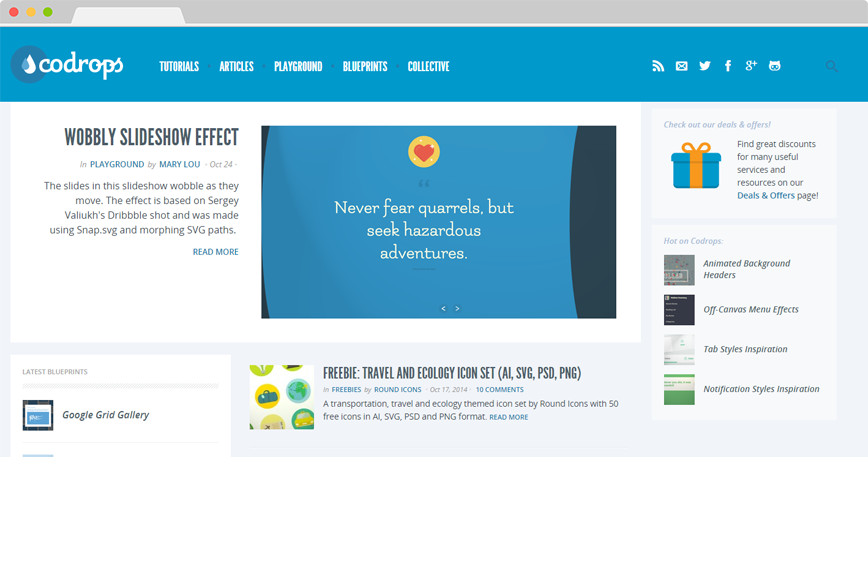 codrops
TUTORIALS
ARTICLES
PLAYGROUND
BLUEPRINTS
COLLECTIVE
WOBBLY SLIDESHOW EFFECT
In PLAYGROUND by MARY LOU · Oct 24 ·
The slides in this slideshow wobble as they
move. The effect is based on Sergey
Valiukh's Dribbble shot and was made
using Snap.svg and morphing SVG paths.
READ MORE
“
Never fear quarrels, but
seek hazardous
adventures.
Check out our deals & offers!
Find great discounts
for many useful
services and
resources on our
Deals & Offers page!
Hot on Codrops:
Animated Background
Headers
Off-Canvas Menu Effects
Tab Styles Inspiration
Notification Styles Inspiration
LATEST BLUEPRINTS
Google Grid Gallery
FREEBIE: TRAVEL AND ECOLOGY ICON SET (AI, SVG, PSD, PNG)
In FREEBIES by ROUND ICONS · Oct 17, 2014 · 10 COMMENTS
A transportation, travel and ecology themed icon set by Round Icons with 50
free icons in AI, SVG, PSD and PNG format. READ MORE